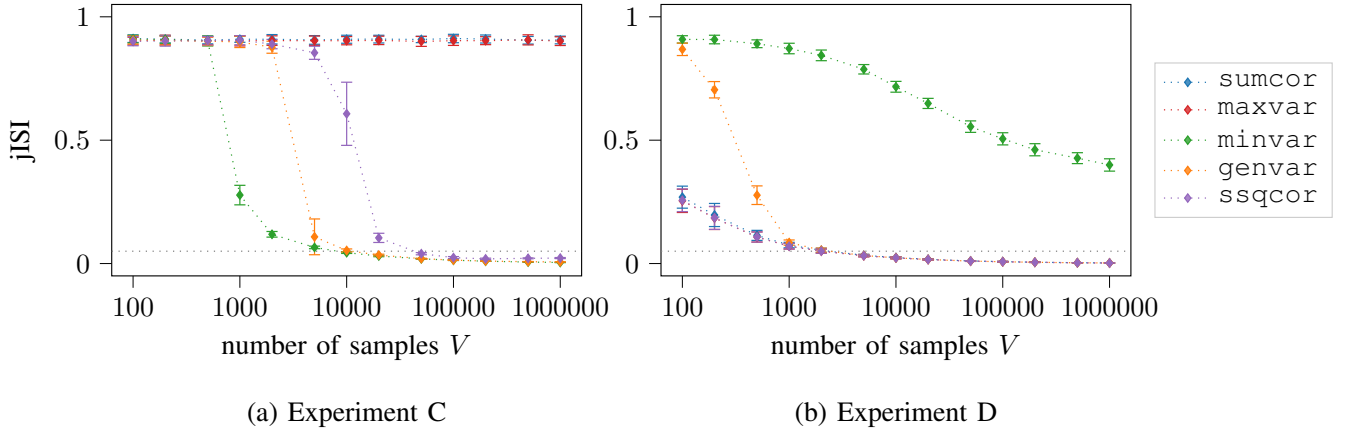 1
0.5
0
jISI
100 1000 10000 100000 1000000
number of samples V
(a) Experiment C
1
0.5
0
100 1000 10000 100000 1000000
number of samples V
(b) Experiment D
sumcor
maxvar
minvar
genvar
ssqcor